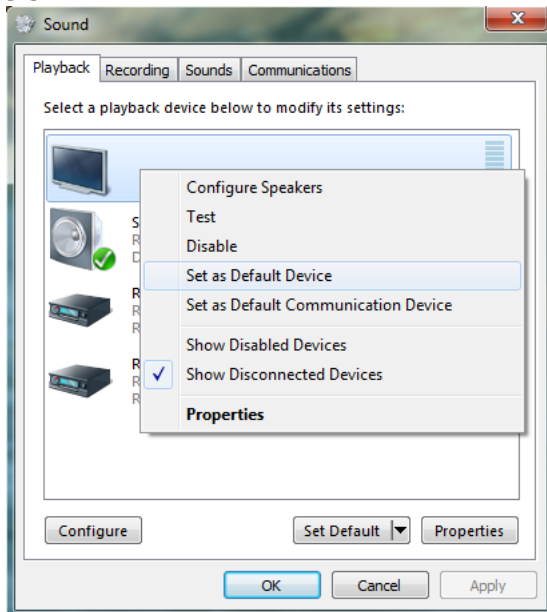 Sound
Playback Recording Sounds Communications
Select a playback device below to modify its settings:
Configure Speakers
Test
Disable
Set as Default Device
Set as Default Communication Device
Show Disabled Devices
Show Disconnected Devices
Properties
S
R
D
R
R
R
R
R
R
Configure Set Default Properties
OK Cancel Apply